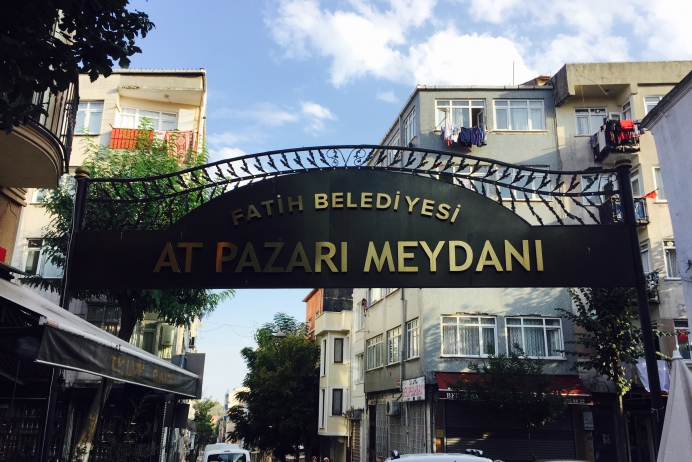 FATİH BELEDİYESİ
AT PAZARI MEYDANI